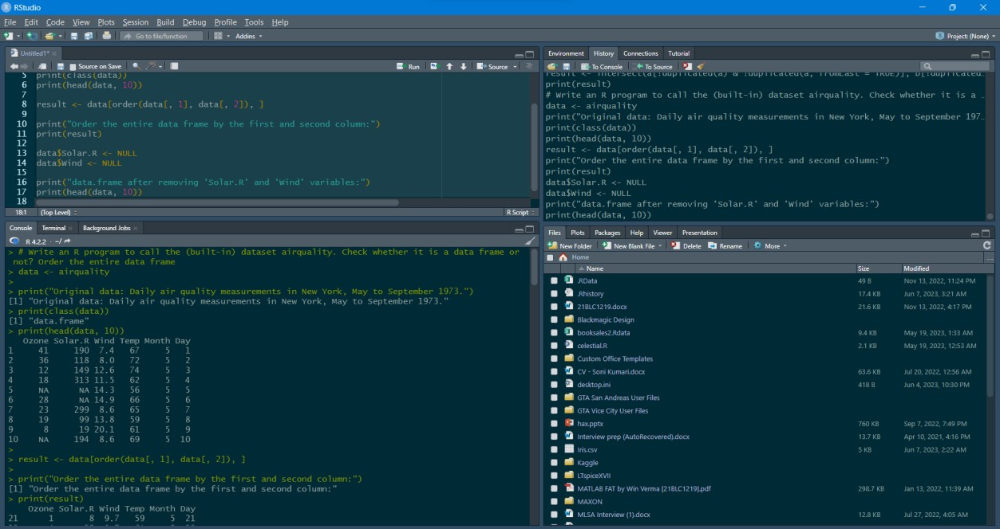 RStudio
File Edit Code View Plots Session Build Debug Profile Tools Help
Go to file/function Addins Project: (None)
Untitled1*
Source on Save Run Source
5 print(class(data))
6 print(head(data, 10))
7
8 result <- data[order(data[, 1], data[, 2]), ]
9
10 print("Order the entire data frame by the first and second column:")
11 print(result)
12
13 data$Solar.R <- NULL
14 data$Wind <- NULL
15
16 print("data.frame after removing 'Solar.R' and 'Wind' variables:")
17 print(head(data, 10))
18
18:1 (Top Level) R Script
Console Terminal Background Jobs
R 4.2.2 · ~/
> # Write an R program to call the (built-in) dataset airquality. Check whether it is a data frame or
not? Order the entire data frame
> data <- airquality
>
> print("Original data: Daily air quality measurements in New York, May to September 1973.")
[1] "Original data: Daily air quality measurements in New York, May to September 1973."
> print(class(data))
[1] "data.frame"
> print(head(data, 10))
Ozone Solar.R Wind Temp Month Day
1 41 190 7.4 67 5 1
2 36 118 8.0 72 5 2
3 12 149 12.6 74 5 3
4 18 313 11.5 62 5 4
5 NA NA 14.3 56 5 5
6 28 NA 14.9 66 5 6
7 23 299 8.6 65 5 7
8 19 99 13.8 59 5 8
9 8 19 20.1 61 5 9
10 NA 194 8.6 69 5 10
>
> result <- data[order(data[, 1], data[, 2]), ]
>
> print("Order the entire data frame by the first and second column:")
[1] "Order the entire data frame by the first and second column:"
> print(result)
Ozone Solar.R Wind Temp Month Day
21 1 8 9.7 59 5 21
Environment History Connections Tutorial
To Console To Source
result <- intersect(a[!duplicated(a) & !duplicated(a, fromLast = TRUE)], b[!duplicated…
print(result)
# Write an R program to call the (built-in) dataset airquality. Check whether it is a …
data <- airquality
print("Original data: Daily air quality measurements in New York, May to September 197…
print(class(data))
print(head(data, 10))
result <- data[order(data[, 1], data[, 2]), ]
print("Order the entire data frame by the first and second column:")
print(result)
data$Solar.R <- NULL
data$Wind <- NULL
print("data.frame after removing 'Solar.R' and 'Wind' variables:")
print(head(data, 10))
Files Plots Packages Help Viewer Presentation
New Folder New Blank File Delete Rename More
Home ...
Name Size Modified
.RData 49 B Nov 13, 2022, 11:24 PM
.Rhistory 17.4 KB Jun 7, 2023, 3:21 AM
21BLC1219.docx 21.6 KB Nov 13, 2022, 4:17 PM
Blackmagic Design
booksales2.Rdata 9.4 KB May 19, 2023, 1:33 AM
celestial.R 2.1 KB May 19, 2023, 12:53 AM
Custom Office Templates
CV - Soni Kumari.docx 63.6 KB Jul 20, 2022, 12:56 AM
desktop.ini 418 B Jun 4, 2023, 10:30 PM
GTA San Andreas User Files
GTA Vice City User Files
hax.pptx 760 KB Sep 7, 2022, 7:49 PM
Interview prep (AutoRecovered).docx 13.7 KB Apr 10, 2021, 4:16 PM
Iris.csv 5 KB Jun 7, 2023, 2:22 AM
Kaggle
LTspiceXVII
MATLAB FAT by Win Verma [21BLC1219].pdf 298.7 KB Jan 13, 2022, 11:39 AM
MAXON
MLSA Interview (1).docx 12.8 KB Jul 27, 2022, 4:05 AM